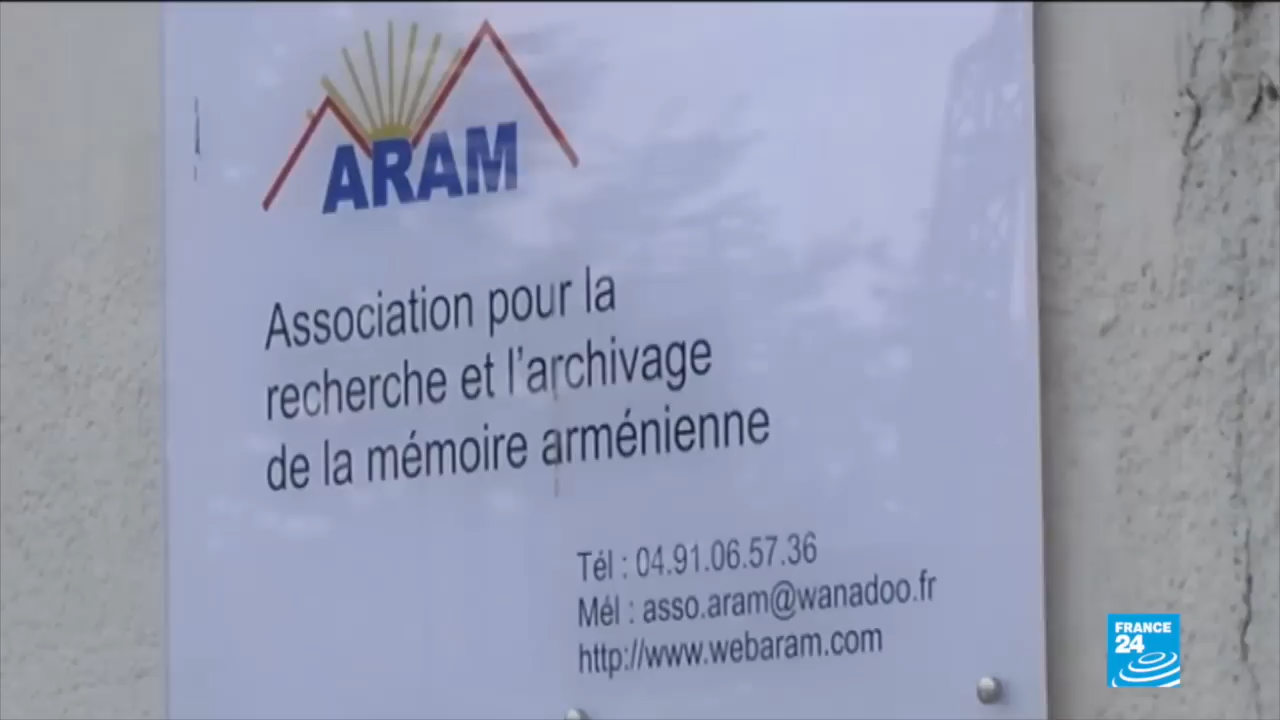 ARAM
Association pour la
recherche et l'archivage
de la mémoire arménienne
Tél : 04.91.06.57.36
Mél : asso.aram@wanadoo.fr
http://www.webaram.com
FRANCE
24